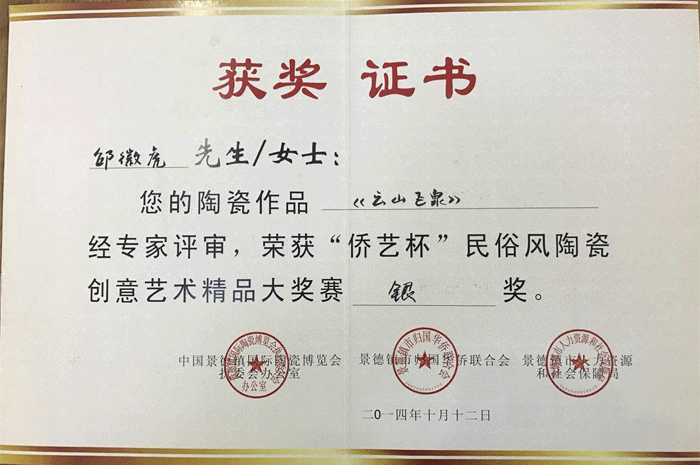 获奖 证书
邹徽虎 先生/女士：
您的陶瓷作品 《云山飞泉》
经专家评审，荣获“侨艺杯”民俗风陶瓷
创意艺术精品大奖赛 银 奖。
中国景德镇国际陶瓷博览会 景德镇市归国华侨联合会 景德镇市人力资源
执委会办公室 和社会保障局
二〇一四年十月十二日